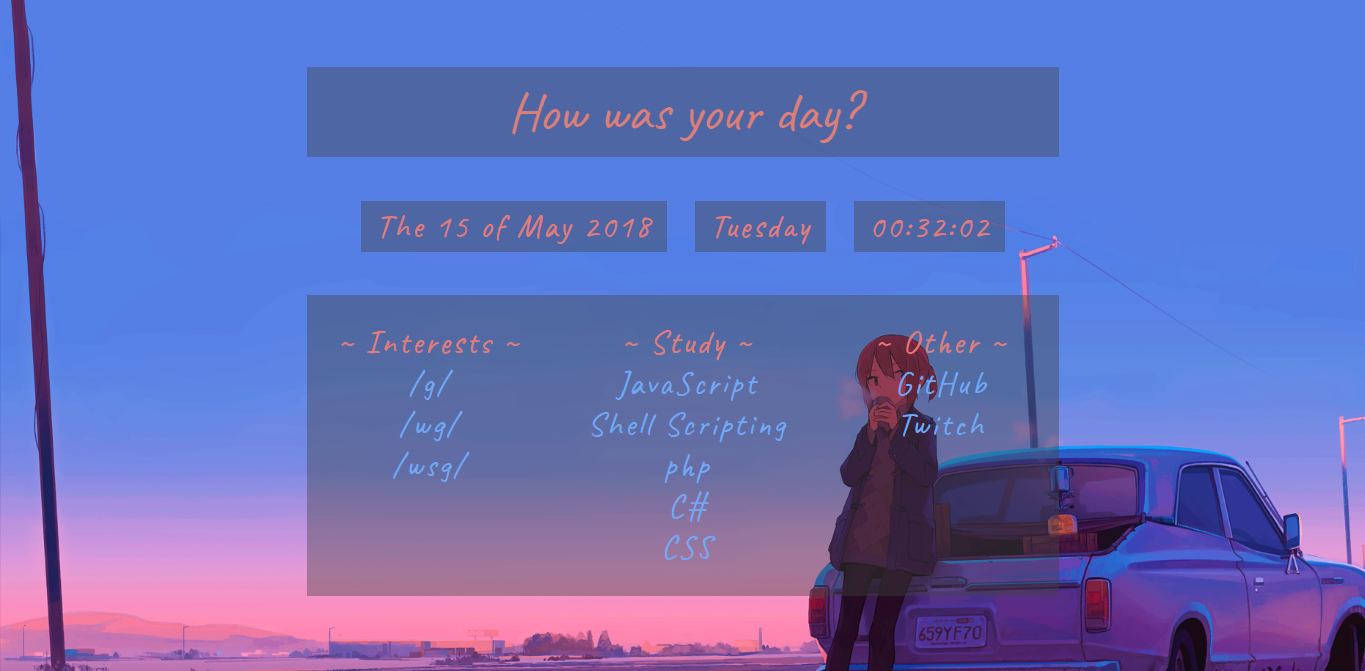 How was your day?
The 15 of May 2018
Tuesday
00:32:02
~ Interests ~
/g/
/wg/
/wsg/
~ Study ~
JavaScript
Shell Scripting
php
C#
CSS
~ Other ~
GitHub
Twitch
659YF70